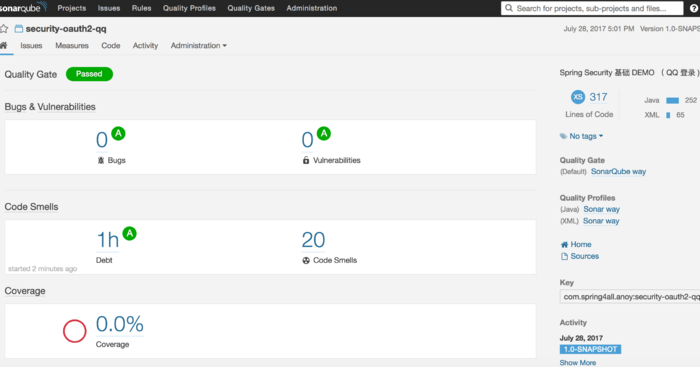 sonarqube Projects Issues Rules Quality Profiles Quality Gates Administration Search for projects, sub-projects and files... ?
security-oauth2-qq July 28, 2017 5:01 PM Version 1.0-SNAPS
Issues Measures Code Activity Administration
Quality Gate Passed
Bugs & Vulnerabilities
0 A
Bugs
0 A
Vulnerabilities
Code Smells
1h A
Debt
20
Code Smells
started 2 minutes ago
Coverage
0.0%
Coverage
Spring Security 基础 DEMO （ QQ 登录 ）
XS 317
Lines of Code
Java 252
XML 65
No tags
Quality Gate
(Default) SonarQube way
Quality Profiles
(Java) Sonar way
(XML) Sonar way
Home
Sources
Key
com.spring4all.anoy:security-oauth2-qq
Activity
July 28, 2017
1.0-SNAPSHOT
Show More